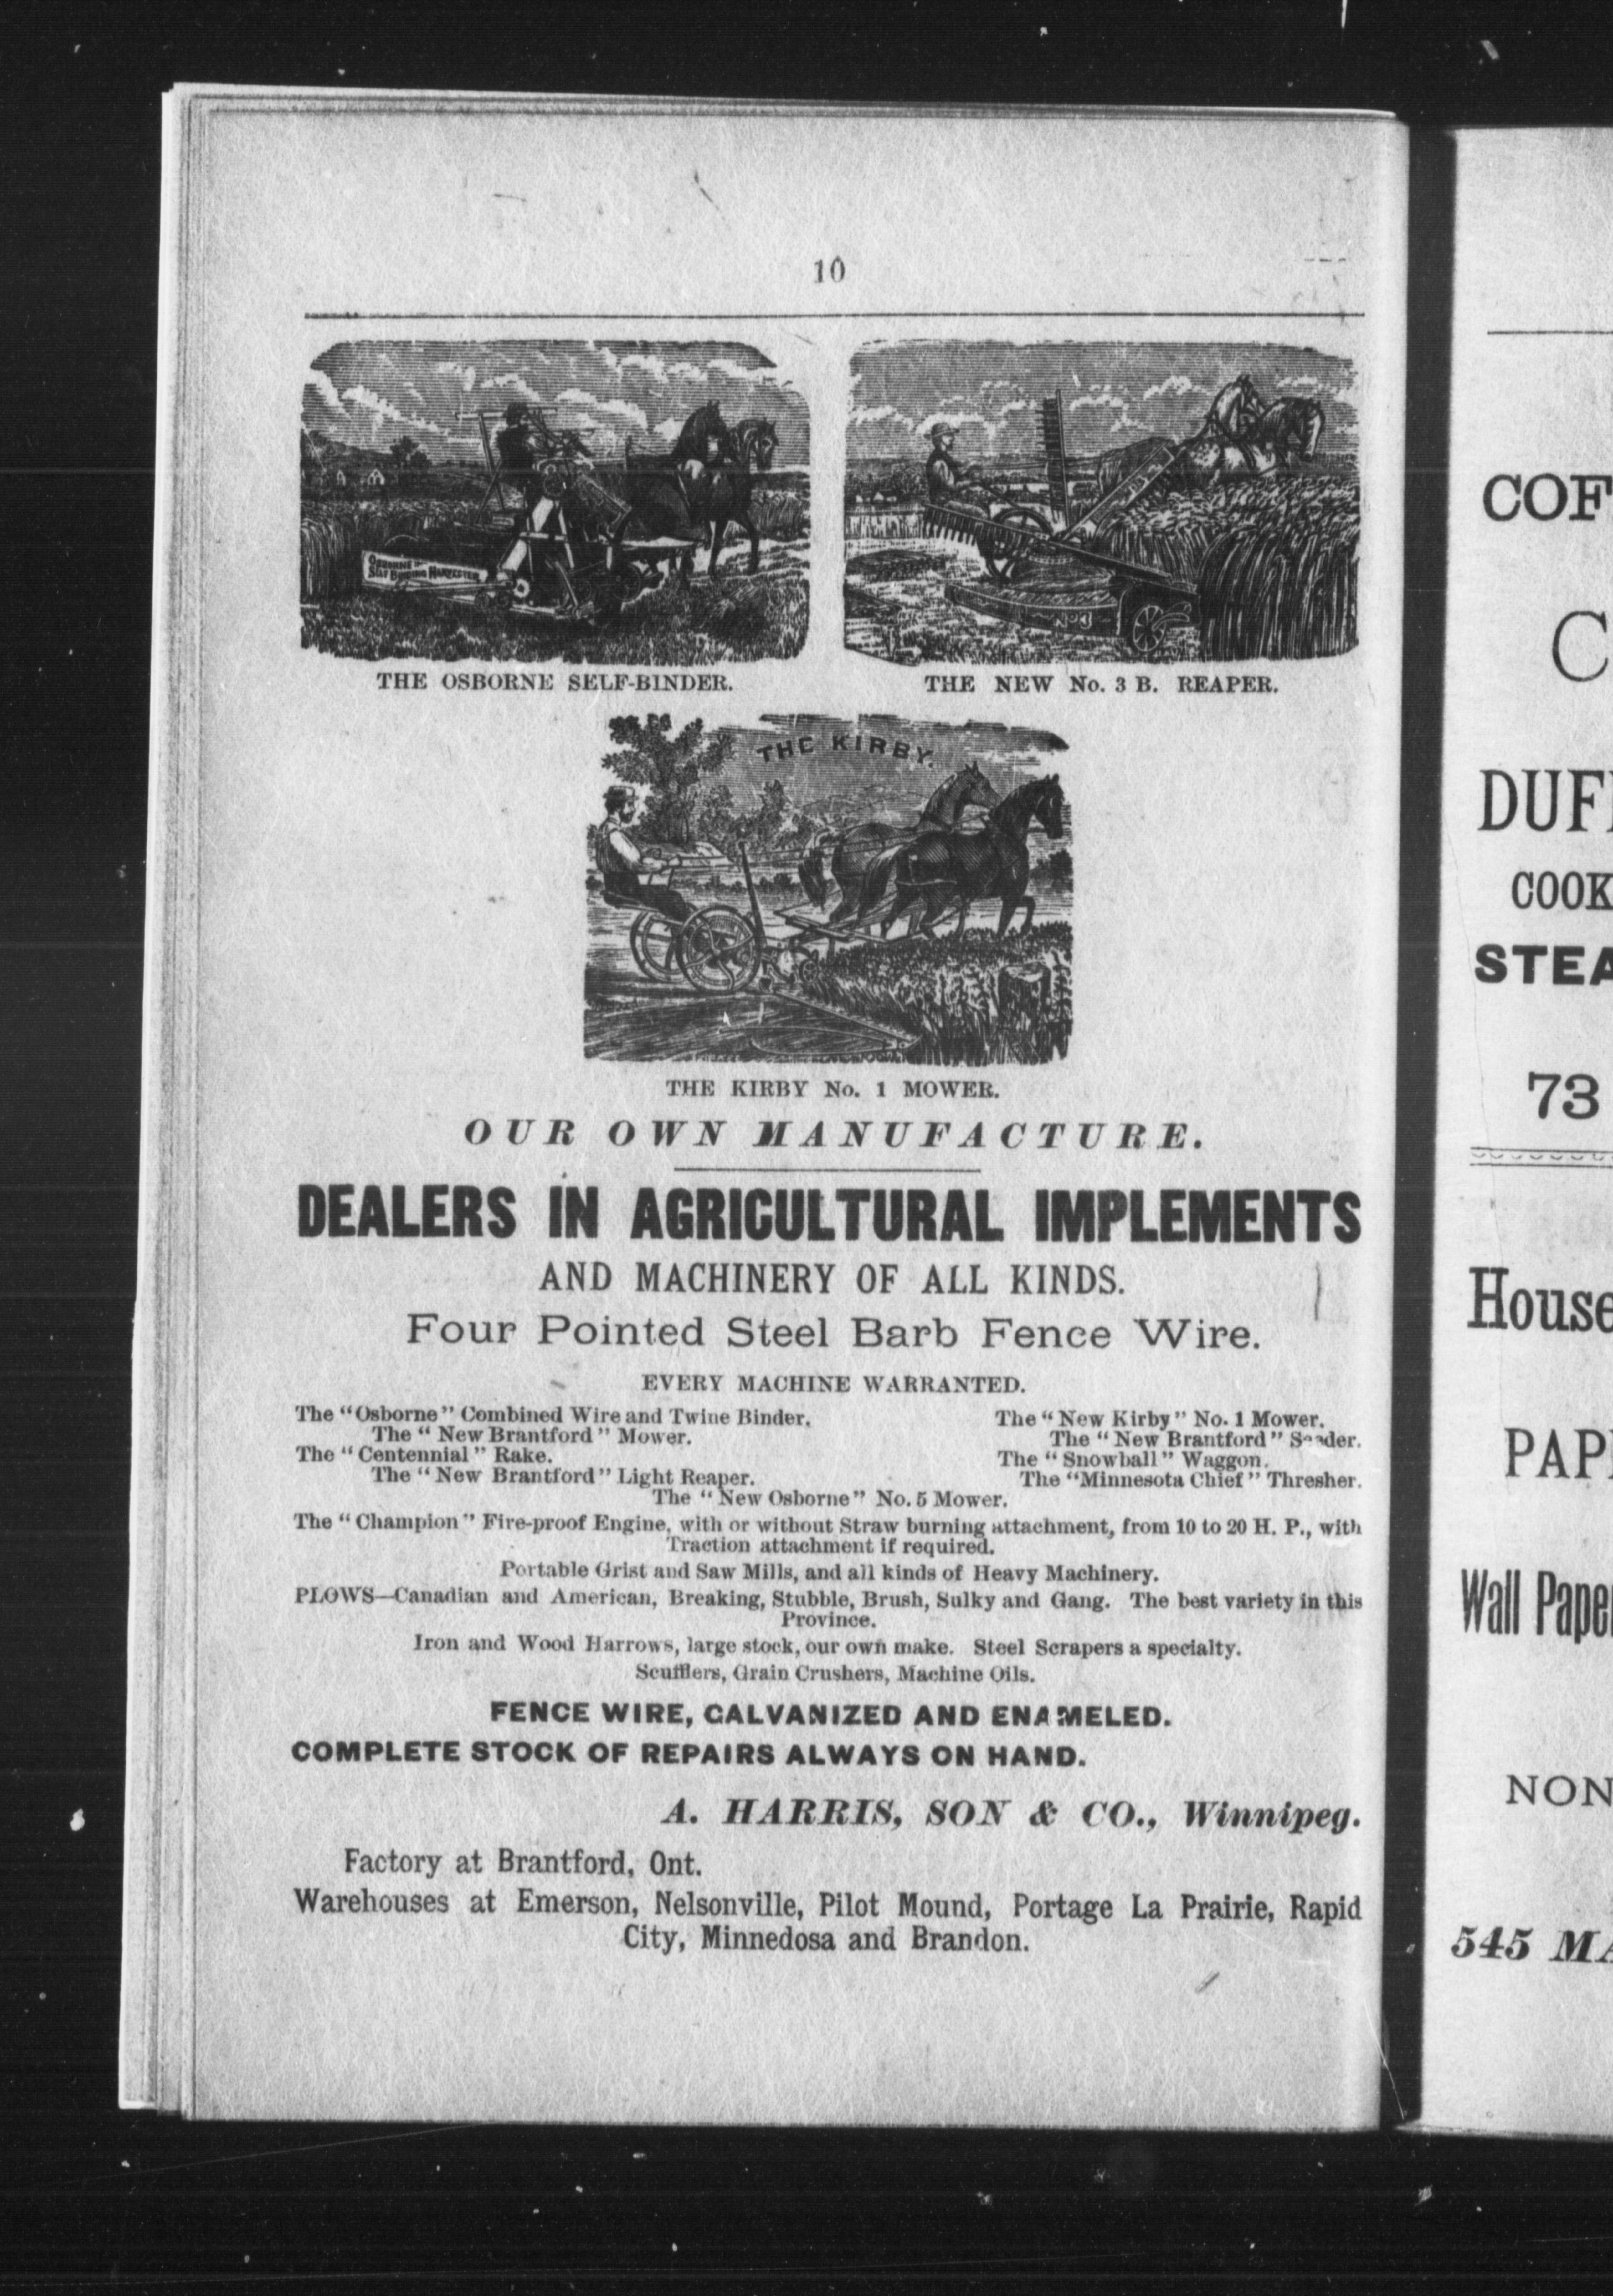 10
OSBORNE
SELF BINDING HARVESTER
No 3
THE OSBORNE SELF-BINDER.
THE NEW No. 3 B. REAPER.
THE KIRBY.
THE KIRBY No. 1 MOWER.
OUR OWN MANUFACTURE.
DEALERS IN AGRICULTURAL IMPLEMENTS
AND MACHINERY OF ALL KINDS.
Four Pointed Steel Barb Fence Wire.
EVERY MACHINE WARRANTED.
The "Osborne" Combined Wire and Twine Binder.
The "New Brantford" Mower.
The "Centennial" Rake.
The "New Brantford" Light Reaper.
The "New Kirby" No. 1 Mower.
The "New Brantford"
The "Snowball" Waggon.
The "Minnesota Chief" Thresher.
The "New Osborne" No. 5 Mower.
The "Champion" Fire-proof Engine, with or without Straw burning attachment, from 10 to 20 H. P., with
Traction attachment if required.
Portable Grist and Saw Mills, and all kinds of Heavy Machinery.
PLOWS—Canadian and American, Breaking, Stubble, Brush, Sulky and Gang. The best variety in this
Province.
Iron and Wood Harrows, large stock, our own make. Steel Scrapers a specialty.
Scufflers, Grain Crushers, Machine Oils.
FENCE WIRE, GALVANIZED AND ENAMELED.
COMPLETE STOCK OF REPAIRS ALWAYS ON HAND.
A. HARRIS, SON & CO., Winnipeg.
Factory at Brantford, Ont.
Warehouses at Emerson, Nelsonville, Pilot Mound, Portage La Prairie, Rapid
City, Minnedosa and Brandon.
COF
C
DUF
COOK
STEA
73
House
PAP
Wall Pape
NON
545 MA